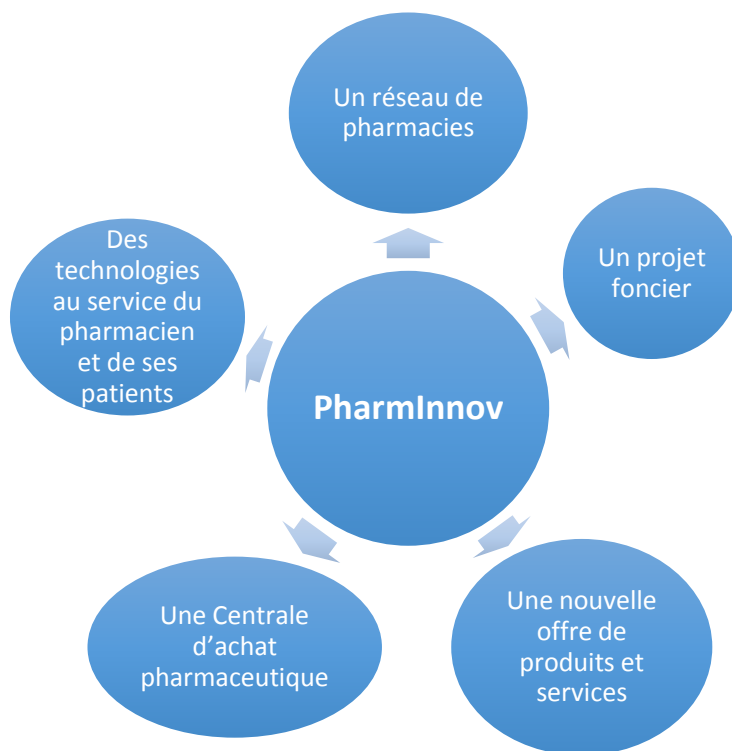 Un réseau de
pharmacies
Un projet
foncier
Des
technologies
au service du
pharmacien
et de ses
patients
PharmInnov
Une Centrale
d’achat
pharmaceutique
Une nouvelle
offre de
produits et
services